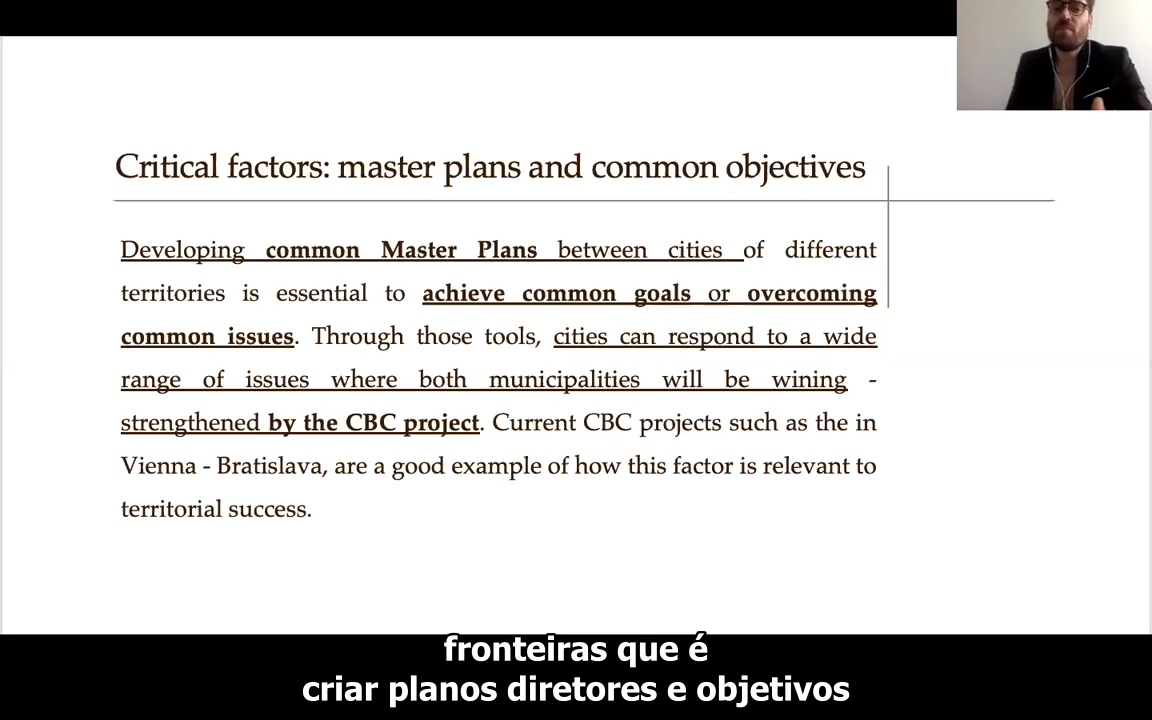 Critical factors: master plans and common objectives
Developing common Master Plans between cities of different
territories is essential to achieve common goals or overcoming
common issues. Through those tools, cities can respond to a wide
range of issues where both municipalities will be wining -
strengthened by the CBC project. Current CBC projects such as the in
Vienna - Bratislava, are a good example of how this factor is relevant to
territorial success.
fronteiras que é
criar planos diretores e objetivos